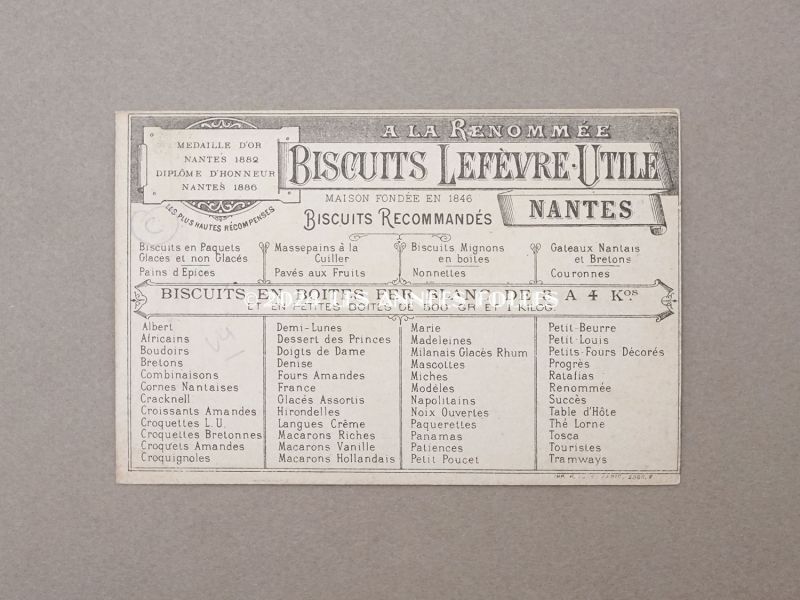 A LA RENOMMÉE
BISCUITS LEFÈVRE-UTILE
NANTES
MEDAILLE D'OR
NANTES 1882
DIPLÔME D'HONNEUR
NANTES 1886
LES PLUS HAUTES RÉCOMPENSES
MAISON FONDÉE EN 1846
BISCUITS RECOMMANDÉS
Biscuits en Paquets
Glacés et non Glacés
Pains d'Epices
Massepains à la
Cuiller
Pavés aux Fruits
Biscuits Mignons
en boîtes
Nonnettes
Gateaux Nantais
et Bretons
Couronnes
BISCUITS EN BOITES FER BLANC DE 2 A 4 KOS
ET EN PETITES BOITES DE 500 GR ET 1 KILOG.
LES ANNÉES FOLLES
Albert
Africains
Boudoirs
Bretons
Combinaisons
Cornes Nantaises
Cracknell
Croissants Amandes
Croquettes L. U.
Croquettes Bretonnes
Croquets Amandes
Croquignoles
Demi-Lunes
Dessert des Princes
Doigts de Dame
Denise
Fours Amandes
France
Glacés Assortis
Hirondelles
Langues Crème
Macarons Riches
Macarons Vanille
Macarons Hollandais
Marie
Madeleines
Milanais Glacés Rhum
Mascottes
Miches
Modèles
Napolitains
Noix Ouvertes
Paquerettes
Panamas
Patiences
Petit Poucet
Petit-Beurre
Petit-Louis
Petits-Fours Décorés
Progrès
Ratafias
Renommée
Succès
Table d'Hôte
Thé Lorne
Tosca
Touristes
Tramways